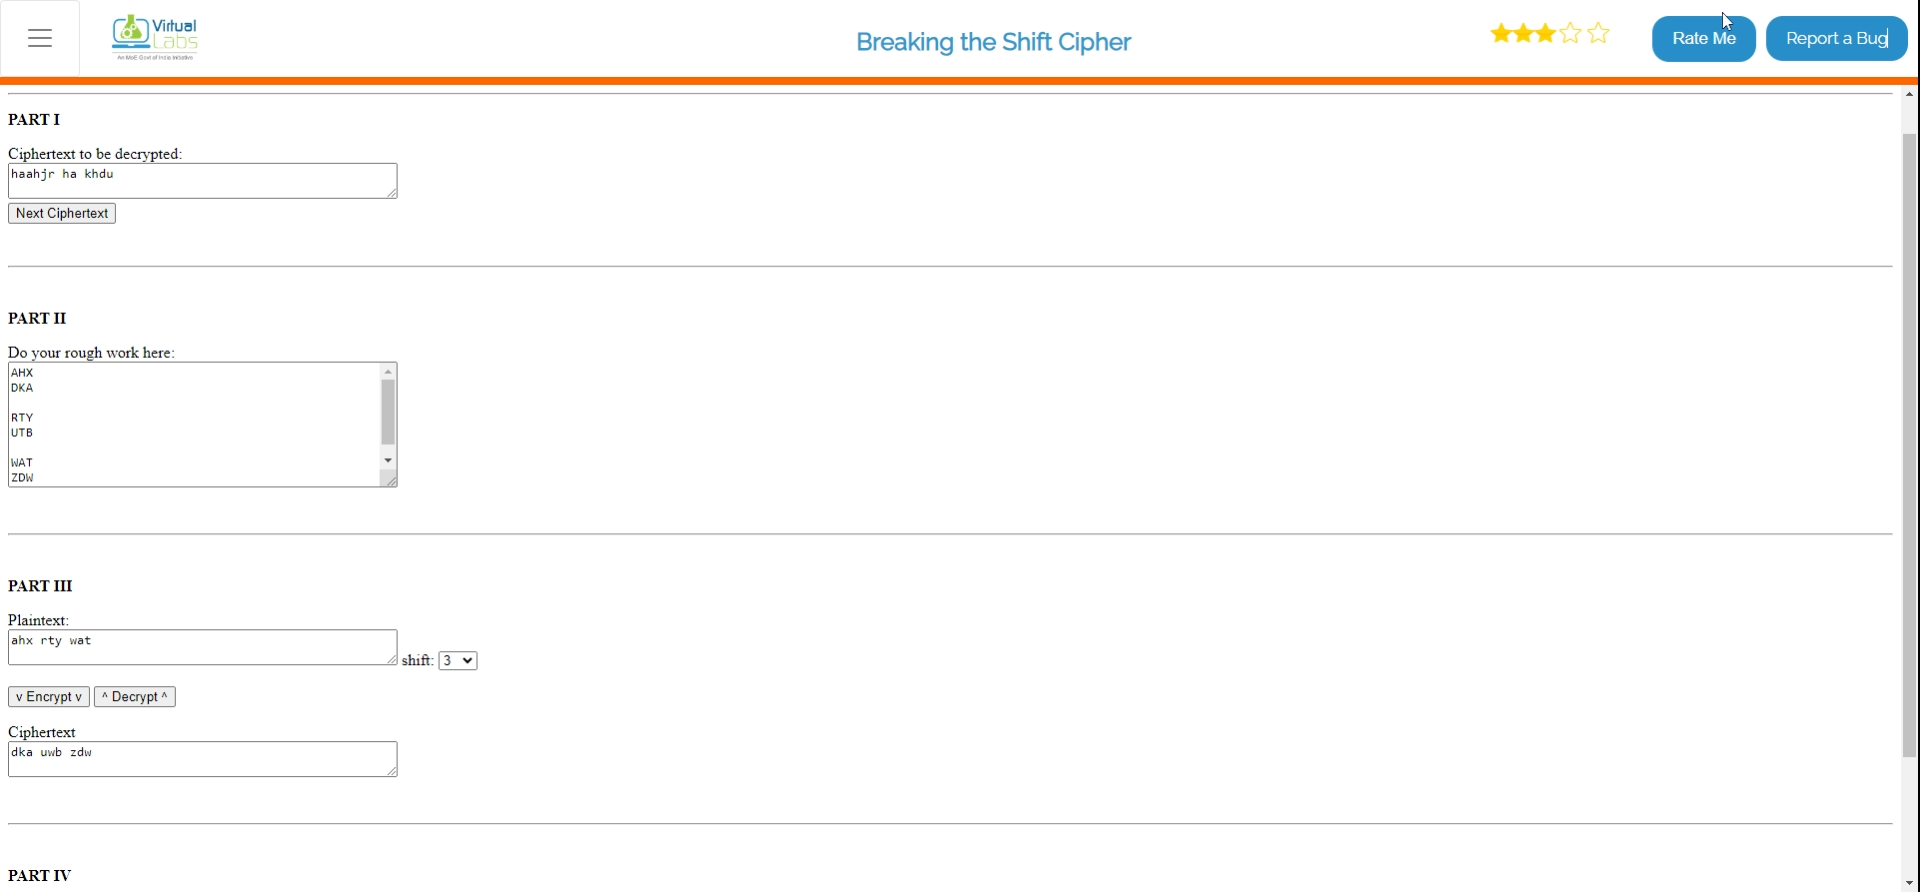 Virtual
Labs
An MoE Govt of India Initiative
Breaking the Shift Cipher
Rate Me
Report a Bug
PART I
Ciphertext to be decrypted:
haahjr ha khdu
Next Ciphertext
PART II
Do your rough work here:
AHX
DKA
RTY
UTB
WAT
ZDW
PART III
Plaintext:
ahx rty wat
shift: 3
v Encrypt v ^ Decrypt ^
Ciphertext
dka uwb zdw
PART IV